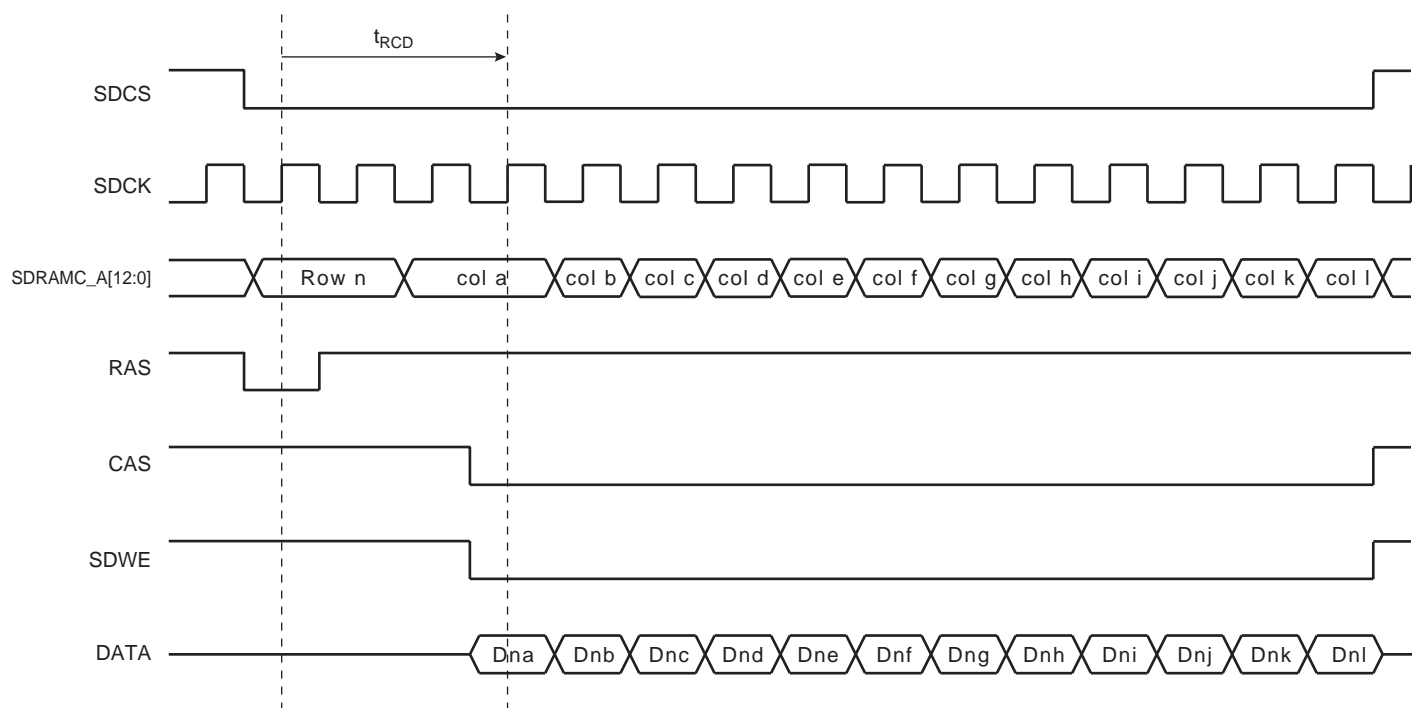 tRCD
SDCS
SDCK
SDRAMC_A[12:0]
Row n
col a
col b
col c
col d
col e
col f
col g
col h
col i
col j
col k
col l
RAS
CAS
SDWE
DATA
Dna
Dnb
Dnc
Dnd
Dne
Dnf
Dng
Dnh
Dni
Dnj
Dnk
Dnl